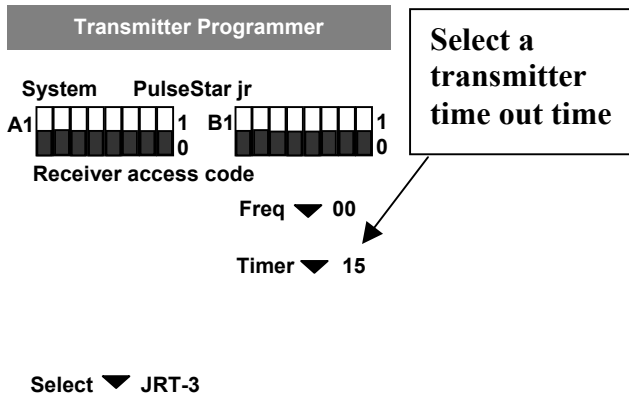 Transmitter Programmer
Select a
transmitter
time out time
System PulseStar jr
A1 1 B1 1
0 0
Receiver access code
Freq 00
Timer 15
Select JRT-3